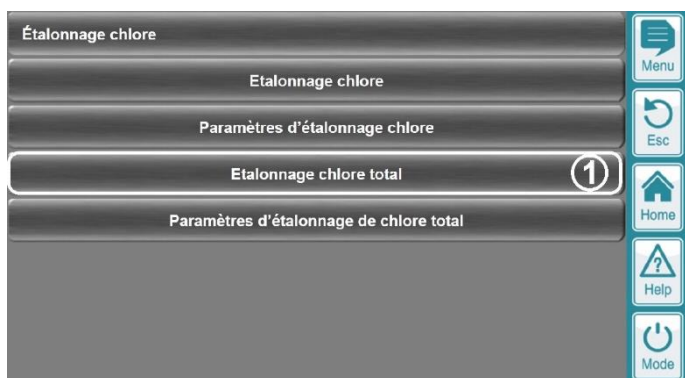 Étalonnage chlore
Etalonnage chlore
Paramètres d'étalonnage chlore
Etalonnage chlore total
1
Paramètres d'étalonnage de chlore total
Menu
Esc
Home
?
Help
Mode